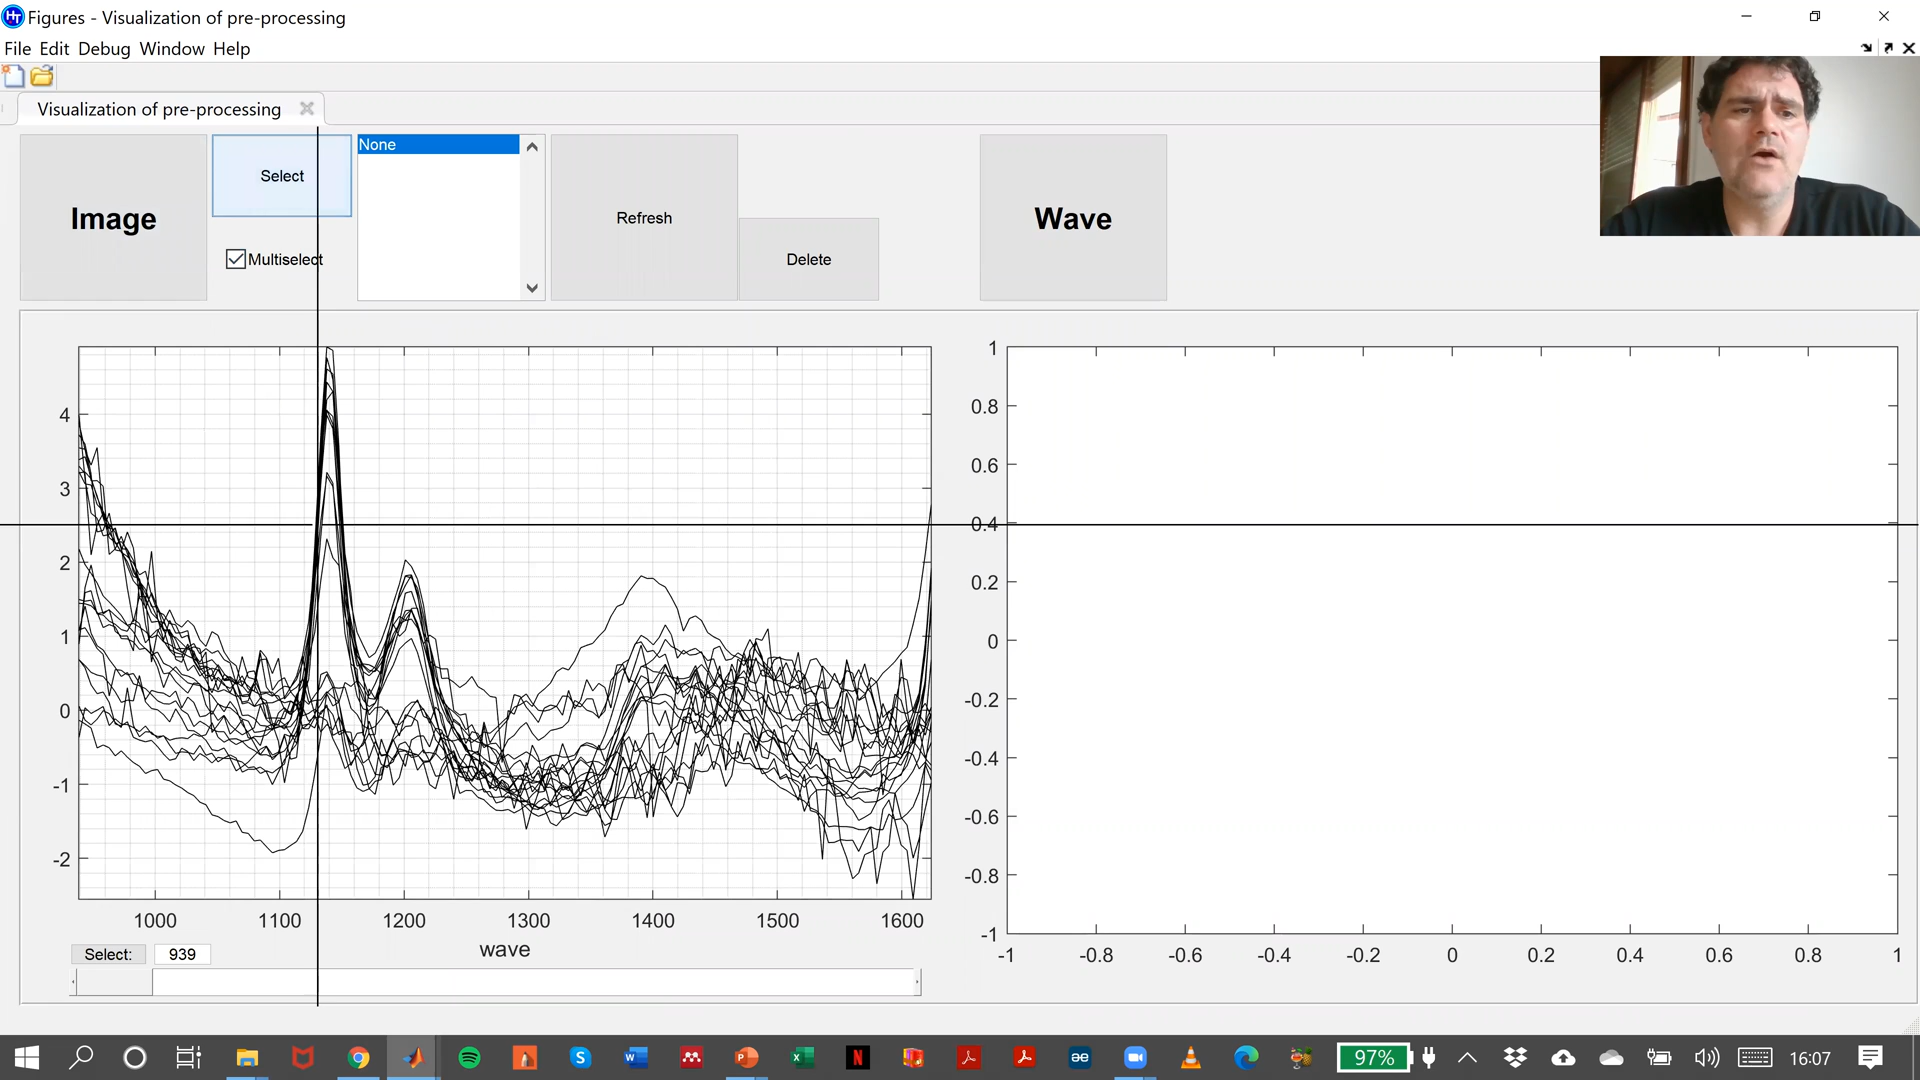 HT Figures - Visualization of pre-processing
File Edit Debug Window Help
Visualization of pre-processing
Image
Select
Multiselect
None
Refresh
Delete
Wave
4
3
2
1
0
-1
-2
1000 1100 1200 1300 1400 1500 1600
wave
Select: 939
1
0.8
0.6
0.4
0.2
0
-0.2
-0.4
-0.6
-0.8
-1
-1 -0.8 -0.6 -0.4 -0.2 0 0.2 0.4 0.6 0.8 1
97% 16:07